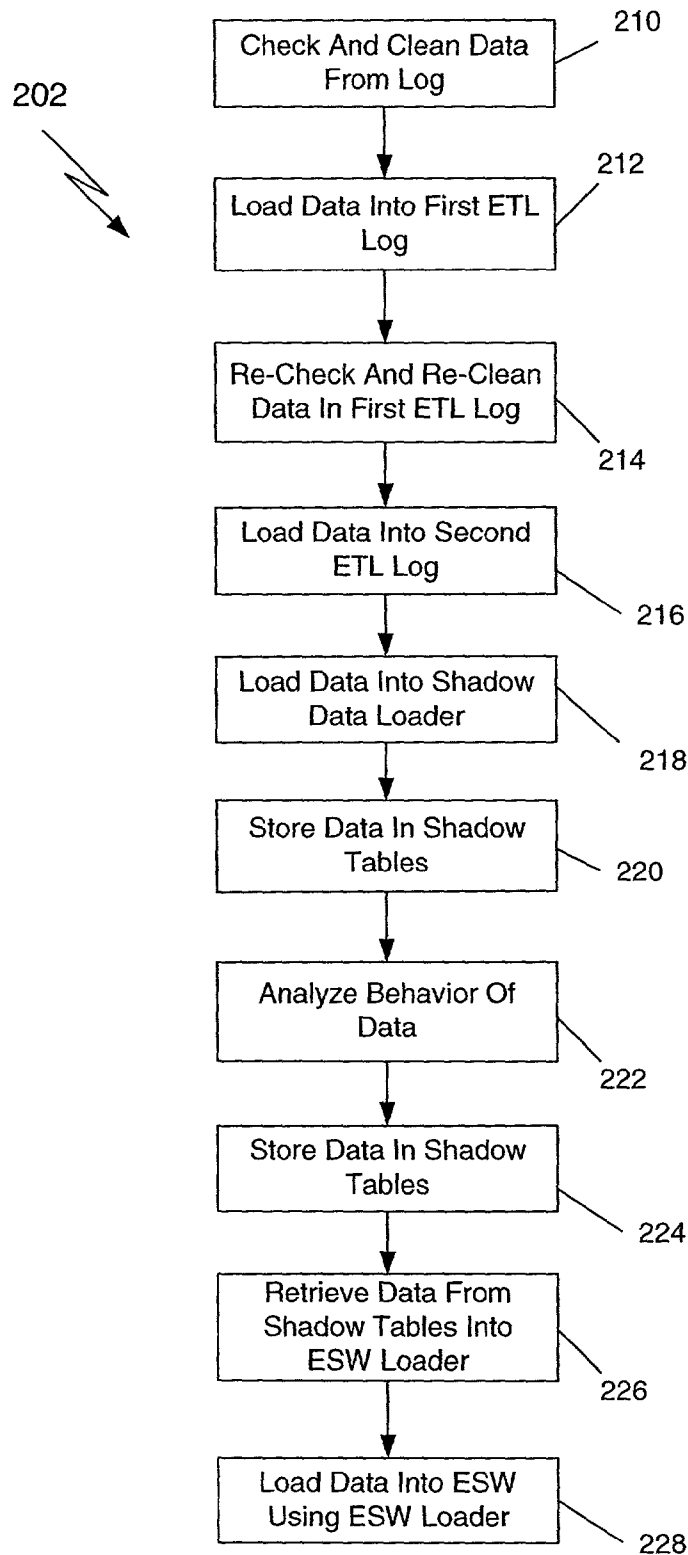 210
Check And Clean Data
From Log
202
212
Load Data Into First ETL
Log
Re-Check And Re-Clean
Data In First ETL Log
214
Load Data Into Second
ETL Log
216
Load Data Into Shadow
Data Loader
218
Store Data In Shadow
Tables
220
Analyze Behavior Of
Data
222
Store Data In Shadow
Tables
224
Retrieve Data From
Shadow Tables Into
ESW Loader
226
Load Data Into ESW
Using ESW Loader
228